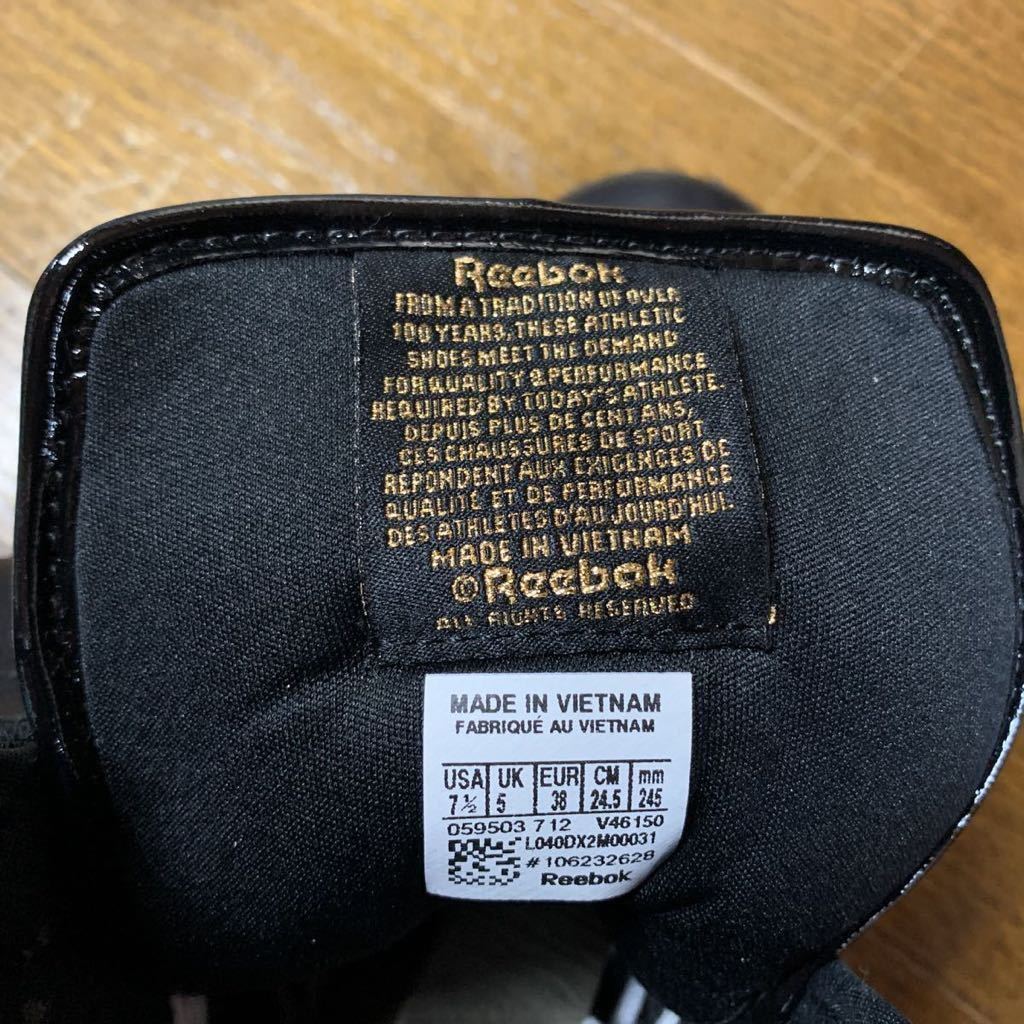 Reebok
FROM A TRADITION OF OVER
100 YEARS, THESE ATHLETIC
SHOES MEET THE DEMAND
FOR QUALITY & PERFORMANCE
REQUIRED BY TODAY'S ATHLETE.
DEPUIS PLUS DE CENT ANS,
CES CHAUSSURES DE SPORT
REPONDENT AUX EXIGENCES DE
QUALITÉ ET DE PERFORMANCE
DES ATHLETES D'AUJOURD'HUI.
MADE IN VIETNAM
©Reebok
ALL RIGHTS RESERVED
MADE IN VIETNAM
FABRIQUÉ AU VIETNAM
USA UK EUR CM mm
7 ½ 5 38 24.5 245
059503 712 V46150
L040DX2M00031
#106232628
Reebok